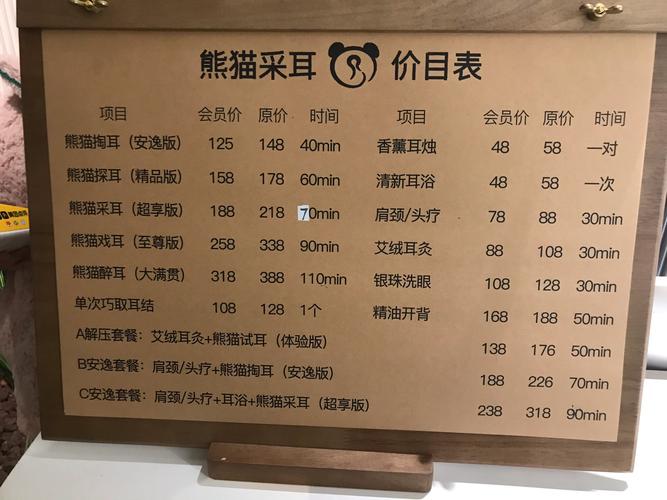 熊猫采耳 价目表
项目 会员价 原价 时间
熊猫掏耳（安逸版） 125 148 40min
熊猫探耳（精品版） 158 178 60min
熊猫采耳（超享版） 188 218 70min
熊猫戏耳（至尊版） 258 338 90min
熊猫醉耳（大满贯） 318 388 110min
单次巧取耳结 108 128 1个
项目 会员价 原价 时间
香薰耳烛 48 58 一对
清新耳浴 48 58 一次
肩颈/头疗 78 88 30min
艾绒耳灸 88 108 30min
银珠洗眼 108 128 30min
精油开背 168 188 50min
A解压套餐：艾绒耳灸+熊猫试耳（体验版） 138 176 50min
B安逸套餐：肩颈/头疗+熊猫掏耳（安逸版） 188 226 70min
C安逸套餐：肩颈/头疗+耳浴+熊猫采耳（超享版） 238 318 90min